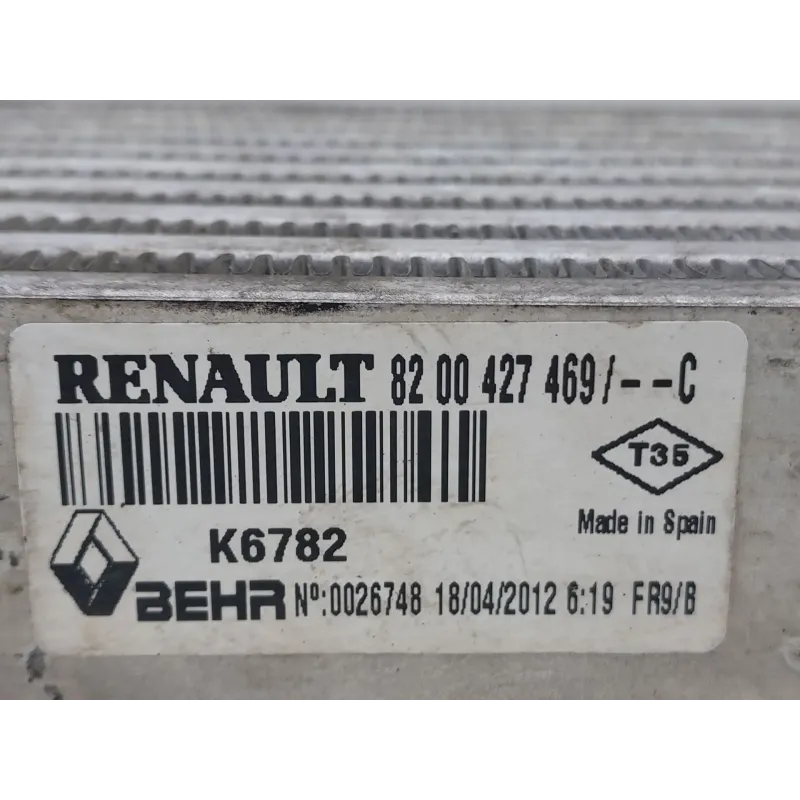 RENAULT 82 00 427 469/--C
T35
Made in Spain
K6782
BEHR Nº:0026748 18/04/2012 6:19 FR9/B